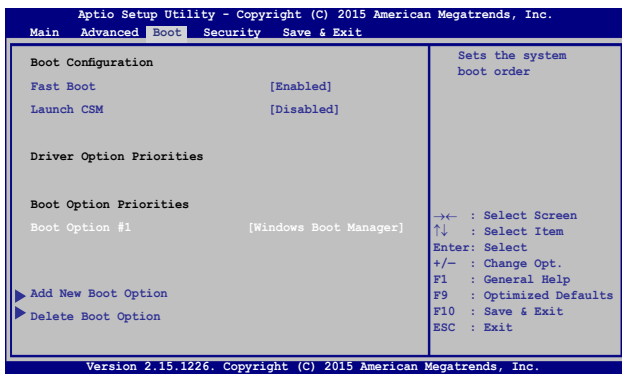 Aptio Setup Utility - Copyright (C) 2015 American Megatrends, Inc.
Main Advanced Boot Security Save & Exit
Boot Configuration
Fast Boot [Enabled]
Launch CSM [Disabled]
Driver Option Priorities
Boot Option Priorities
Boot Option #1 [Windows Boot Manager]
Add New Boot Option
Delete Boot Option
Sets the system
boot order
→← : Select Screen
↑↓ : Select Item
Enter: Select
+/— : Change Opt.
F1 : General Help
F9 : Optimized Defaults
F10 : Save & Exit
ESC : Exit
Version 2.15.1226. Copyright (C) 2015 American Megatrends, Inc.